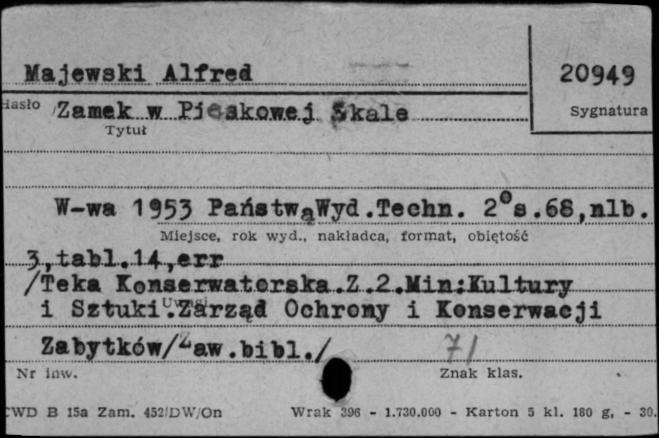 Majewski Alfred
20949
Hasło
Zamek w Pieskowej Skale
Sygnatura
Tytuł
W-wa 1953 PaństwąWyd.Techn. 2°s.68,nlb.
Miejsce, rok wyd., nakładca, format, objętość
3,tabl.14,err
/Teka Konserwatorska.Z.2.Min:Kultury
Uwagi
i Sztuki.Zarząd Ochrony i Konserwacji
Zabytków/Zaw.bibl./
71
Nr inw.
Znak klas.
CWD B 15a Zam. 452/DW/On
Wrak 396 - 1.730.000 - Karton 5 kl. 180 g, - 30.